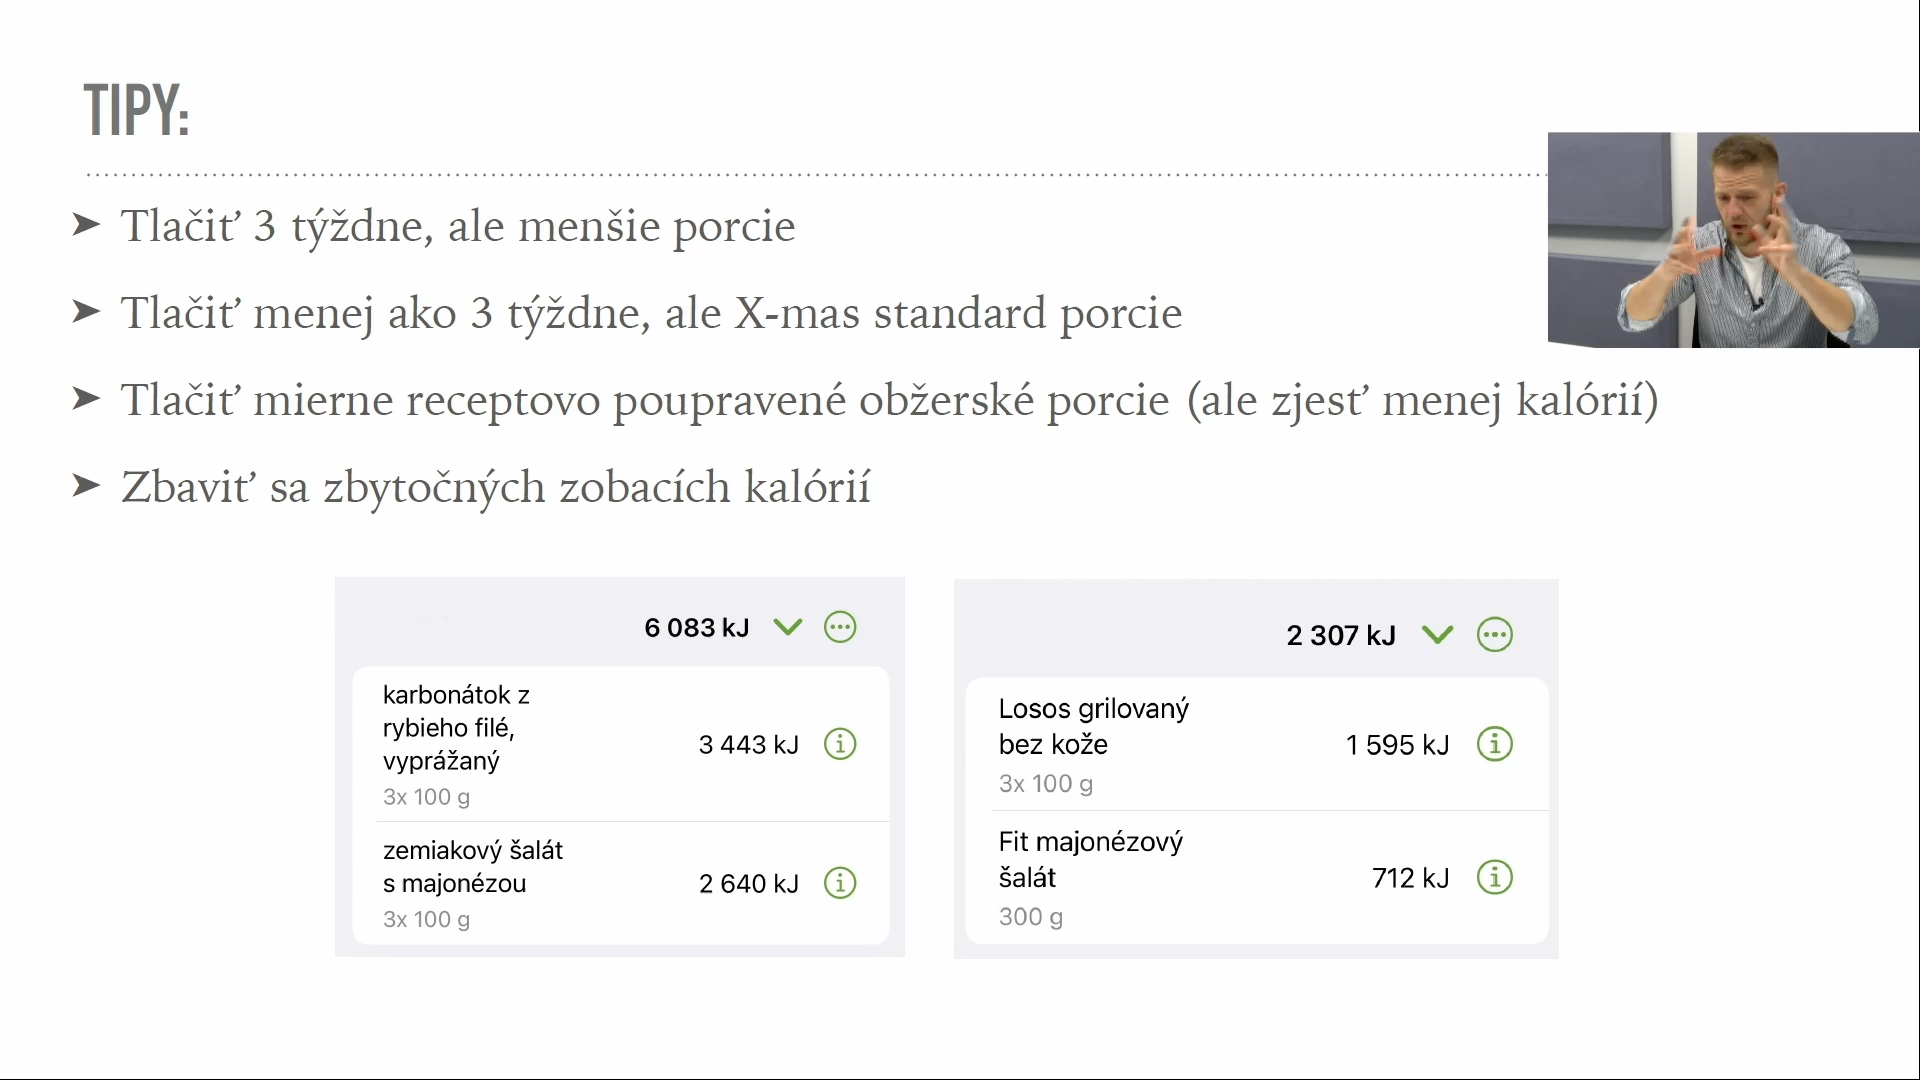 TIPY:
➤ Tlačiť 3 týždne, ale menšie porcie
➤ Tlačiť menej ako 3 týždne, ale X-mas standard porcie
➤ Tlačiť mierne receptovo poupravené obžerské porcie (ale zjesť menej kalórií)
➤ Zbaviť sa zbytočných zobacích kalórií
6 083 kJ
karbonátok z
rybieho filé,
vyprážaný
3 443 kJ
3x 100 g
zemiakový šalát
s majonézou
2 640 kJ
3x 100 g
2 307 kJ
Losos grilovaný
bez kože
1 595 kJ
3x 100 g
Fit majonézový
šalát
712 kJ
300 g